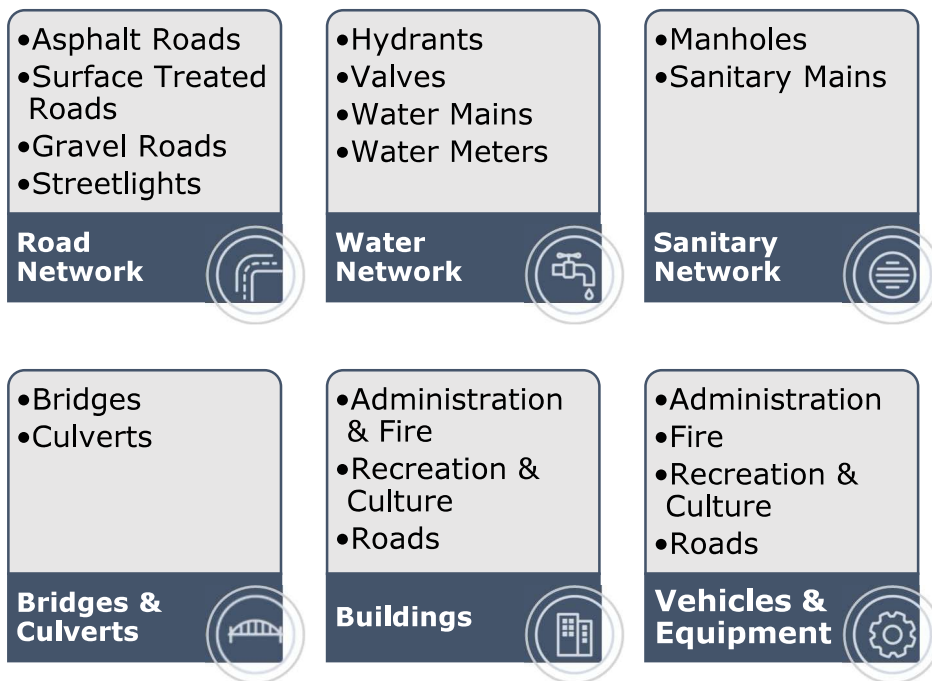 •Asphalt Roads
•Surface Treated
Roads
•Gravel Roads
•Streetlights
Road
Network
•Hydrants
•Valves
•Water Mains
•Water Meters
Water
Network
•Manholes
•Sanitary Mains
Sanitary
Network
•Bridges
•Culverts
Bridges &
Culverts
•Administration
& Fire
•Recreation &
Culture
•Roads
Buildings
•Administration
•Fire
•Recreation &
Culture
•Roads
Vehicles &
Equipment